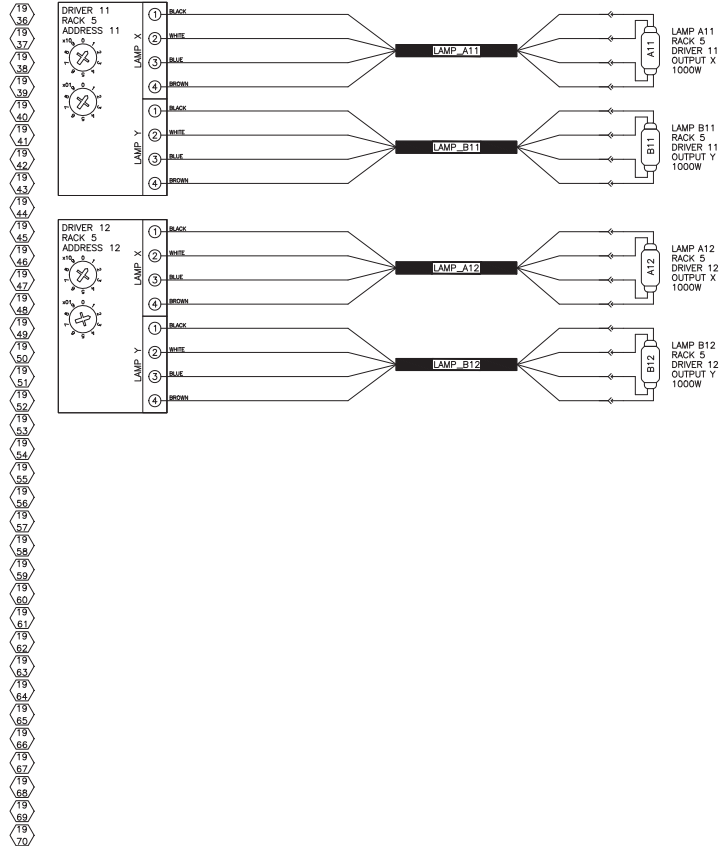 19
36
19
37
19
38
19
39
19
40
19
41
19
42
19
43
19
44
19
45
19
46
19
47
19
48
19
49
19
50
19
51
19
52
19
53
19
54
19
55
19
56
19
57
19
58
19
59
19
60
19
61
19
62
19
63
19
64
19
65
19
66
19
67
19
68
19
69
19
70
DRIVER 11
RACK 5
ADDRESS 11
x10
x01
LAMP X
1 BLACK
2 WHITE
3 BLUE
4 BROWN
LAMP_A11
A11
LAMP A11
RACK 5
DRIVER 11
OUTPUT X
1000W
LAMP Y
1 BLACK
2 WHITE
3 BLUE
4 BROWN
LAMP_B11
B11
LAMP B11
RACK 5
DRIVER 11
OUTPUT Y
1000W
DRIVER 12
RACK 5
ADDRESS 12
x10
x01
LAMP X
1 BLACK
2 WHITE
3 BLUE
4 BROWN
LAMP_A12
A12
LAMP A12
RACK 5
DRIVER 12
OUTPUT X
1000W
LAMP Y
1 BLACK
2 WHITE
3 BLUE
4 BROWN
LAMP_B12
B12
LAMP B12
RACK 5
DRIVER 12
OUTPUT Y
1000W